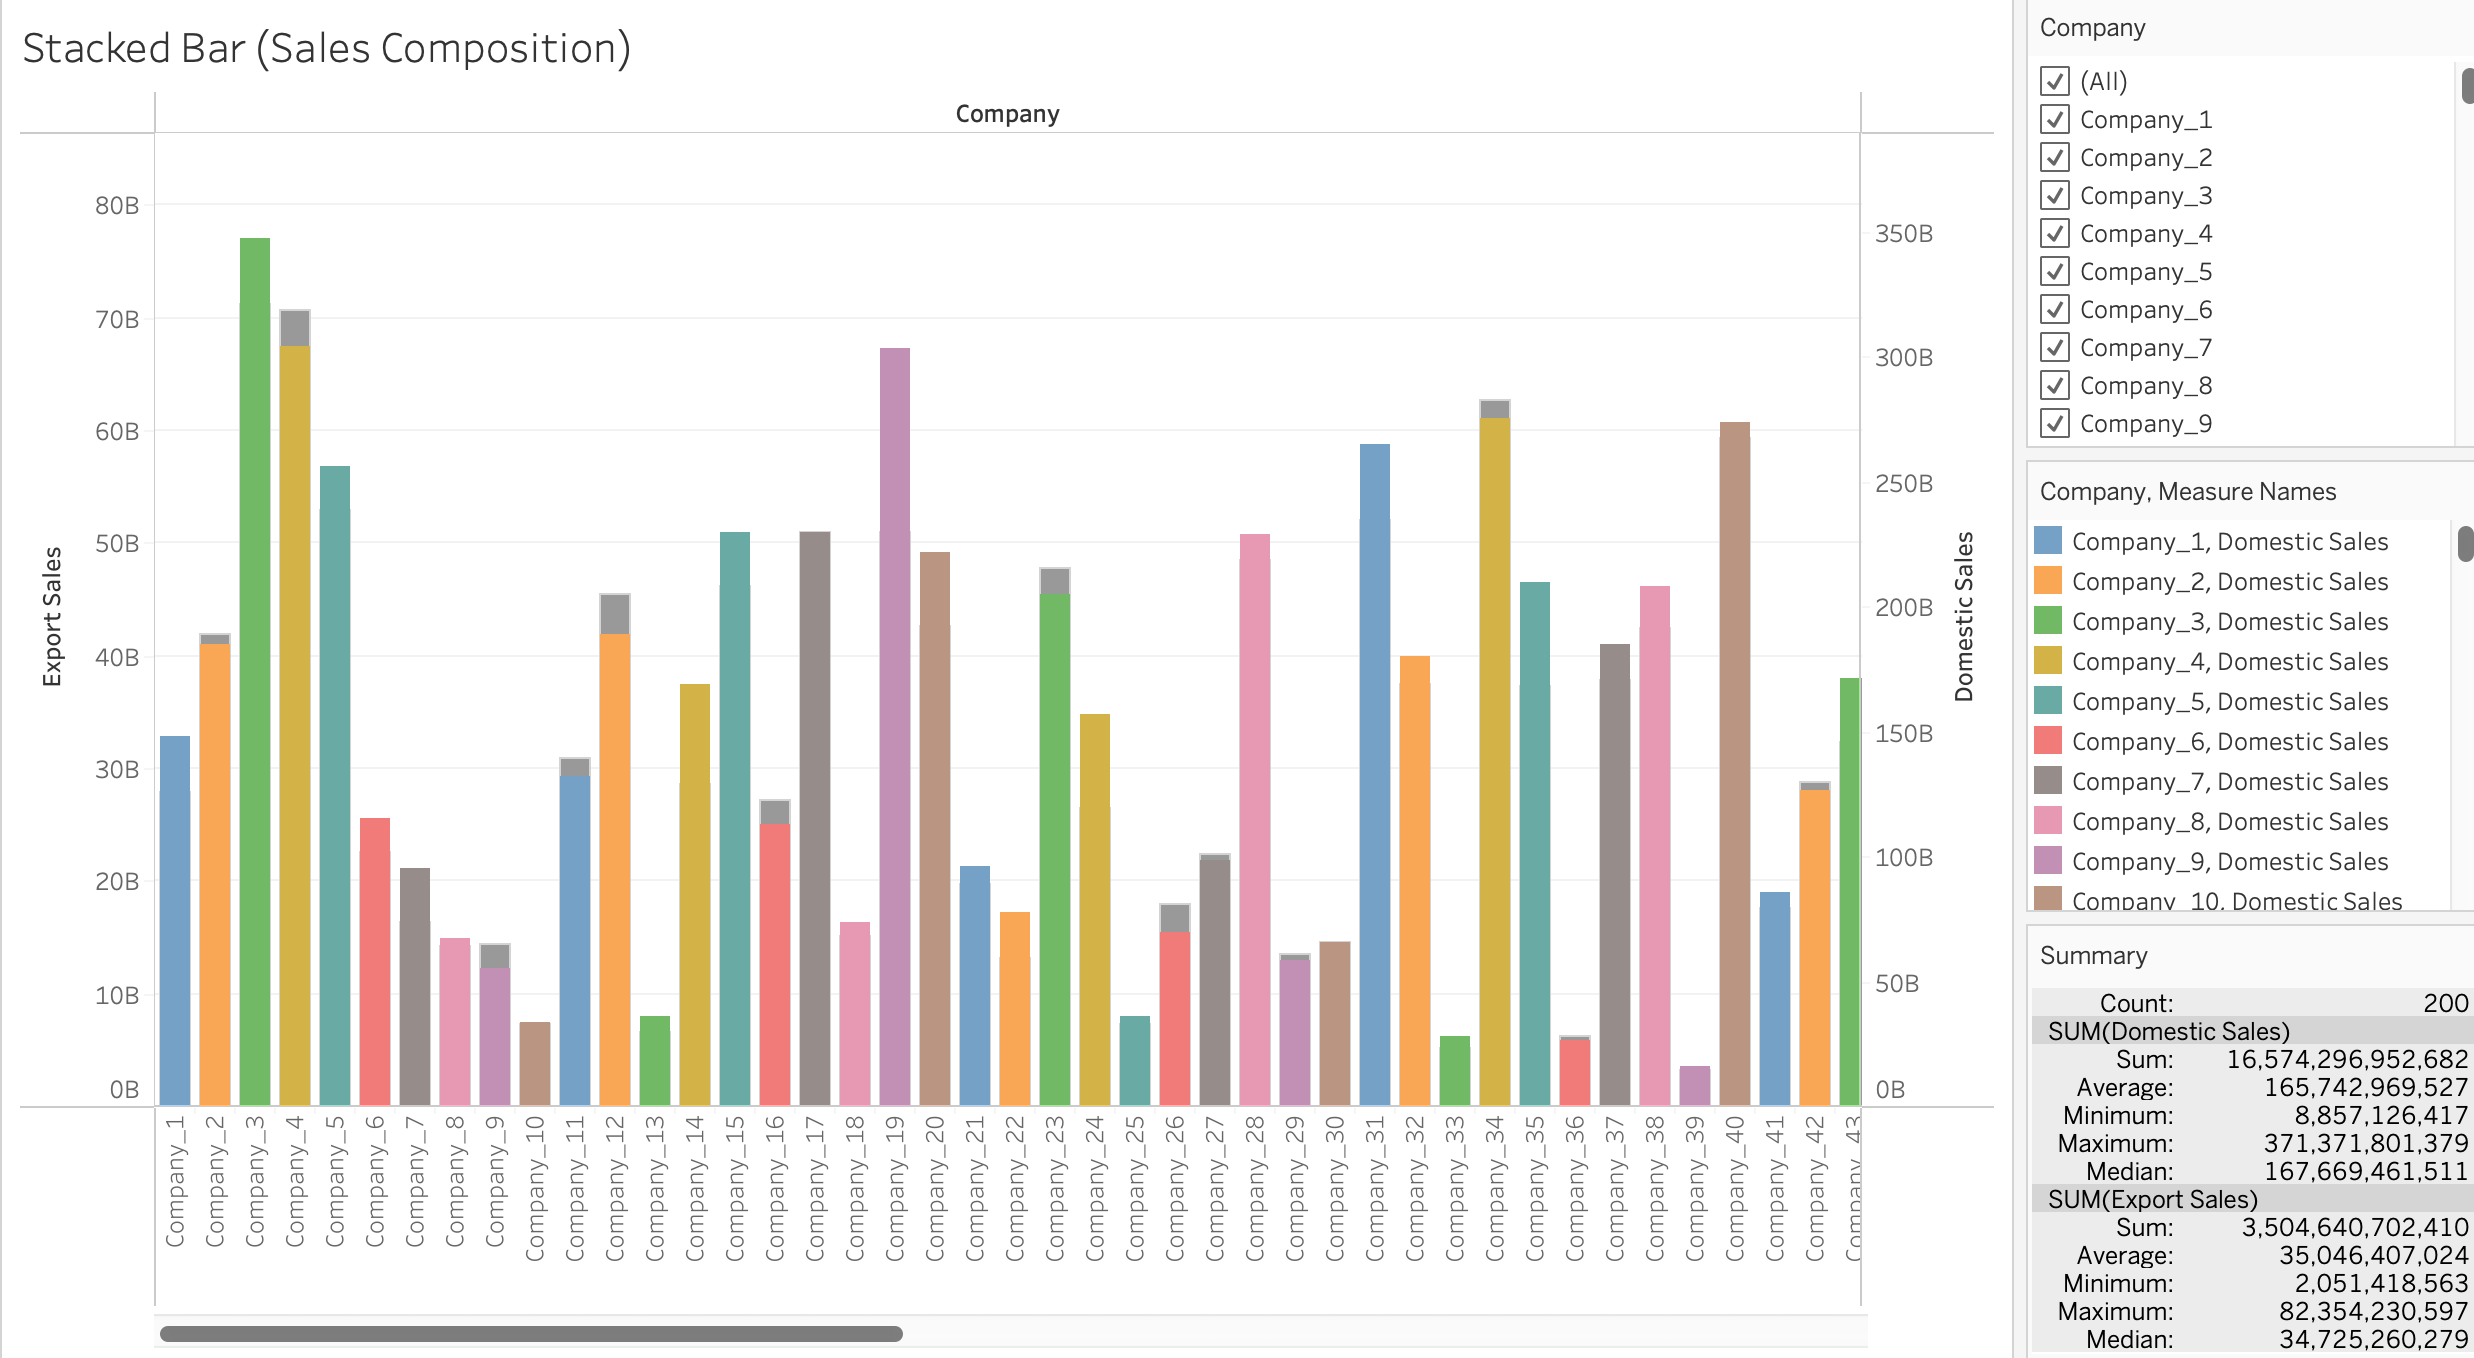 Stacked Bar (Sales Composition)
Company
Export Sales
80B
70B
60B
50B
40B
30B
20B
10B
0B
350B
300B
250B
200B
150B
100B
50B
0B
Domestic Sales
Company_1
Company_2
Company_3
Company_4
Company_5
Company_6
Company_7
Company_8
Company_9
Company_10
Company_11
Company_12
Company_13
Company_14
Company_15
Company_16
Company_17
Company_18
Company_19
Company_20
Company_21
Company_22
Company_23
Company_24
Company_25
Company_26
Company_27
Company_28
Company_29
Company_30
Company_31
Company_32
Company_33
Company_34
Company_35
Company_36
Company_37
Company_38
Company_39
Company_40
Company_41
Company_42
Company_43
Company
(All)
Company_1
Company_2
Company_3
Company_4
Company_5
Company_6
Company_7
Company_8
Company_9
Company, Measure Names
Company_1, Domestic Sales
Company_2, Domestic Sales
Company_3, Domestic Sales
Company_4, Domestic Sales
Company_5, Domestic Sales
Company_6, Domestic Sales
Company_7, Domestic Sales
Company_8, Domestic Sales
Company_9, Domestic Sales
Company_10, Domestic Sales
Summary
Count: 200
SUM(Domestic Sales)
Sum: 16,574,296,952,682
Average: 165,742,969,527
Minimum: 8,857,126,417
Maximum: 371,371,801,379
Median: 167,669,461,511
SUM(Export Sales)
Sum: 3,504,640,702,410
Average: 35,046,407,024
Minimum: 2,051,418,563
Maximum: 82,354,230,597
Median: 34,725,260,279